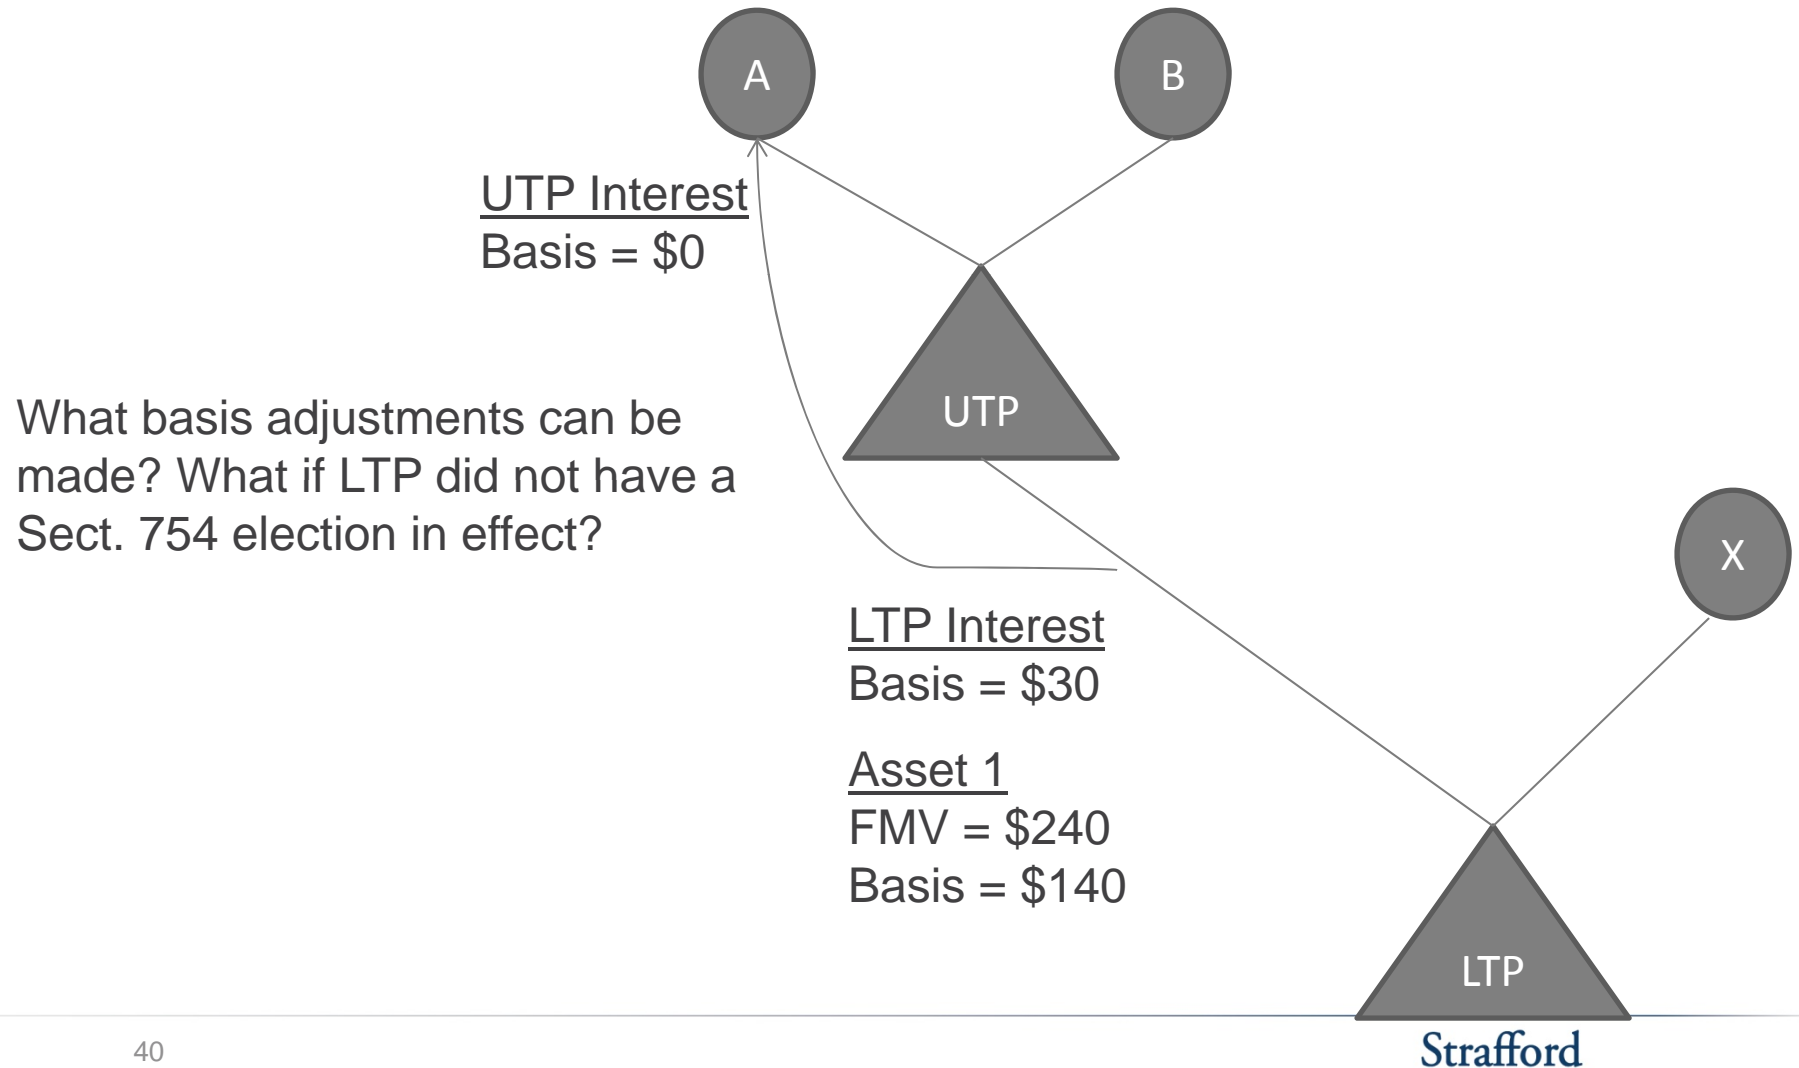 A
B
UTP Interest
Basis = $0
UTP
What basis adjustments can be
made? What if LTP did not have a
Sect. 754 election in effect?
X
LTP Interest
Basis = $30
Asset 1
FMV = $240
Basis = $140
LTP
40
Strafford